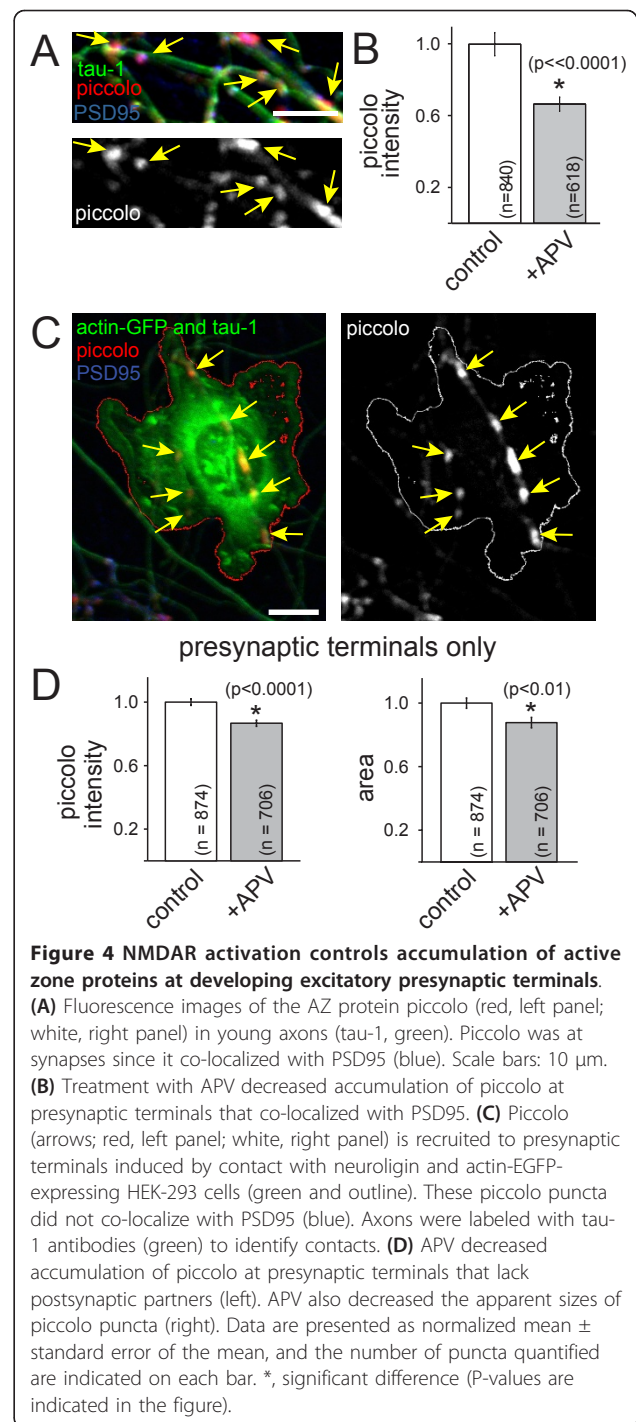 A
tau-1
piccolo
PSD95
piccolo
B
piccolo
intensity
1.0
0.6
0.2
(p<<0.0001)
*
(n=840)
(n=618)
control
+APV
C
actin-GFP and tau-1
piccolo
PSD95
piccolo
presynaptic terminals only
D
piccolo
intensity
1.0
0.6
0.2
(p<0.0001)
*
(n = 874)
(n = 706)
control
+APV
area
1.0
0.6
0.2
(p<0.01)
*
(n = 874)
(n = 706)
control
+APV
Figure 4 NMDAR activation controls accumulation of active
zone proteins at developing excitatory presynaptic terminals.
(A) Fluorescence images of the AZ protein piccolo (red, left panel;
white, right panel) in young axons (tau-1, green). Piccolo was at
synapses since it co-localized with PSD95 (blue). Scale bars: 10 μm.
(B) Treatment with APV decreased accumulation of piccolo at
presynaptic terminals that co-localized with PSD95. (C) Piccolo
(arrows; red, left panel; white, right panel) is recruited to presynaptic
terminals induced by contact with neuroligin and actin-EGFP-
expressing HEK-293 cells (green and outline). These piccolo puncta
did not co-localize with PSD95 (blue). Axons were labeled with tau-
1 antibodies (green) to identify contacts. (D) APV decreased
accumulation of piccolo at presynaptic terminals that lack
postsynaptic partners (left). APV also decreased the apparent sizes of
piccolo puncta (right). Data are presented as normalized mean ±
standard error of the mean, and the number of puncta quantified
are indicated on each bar. *, significant difference (P-values are
indicated in the figure).